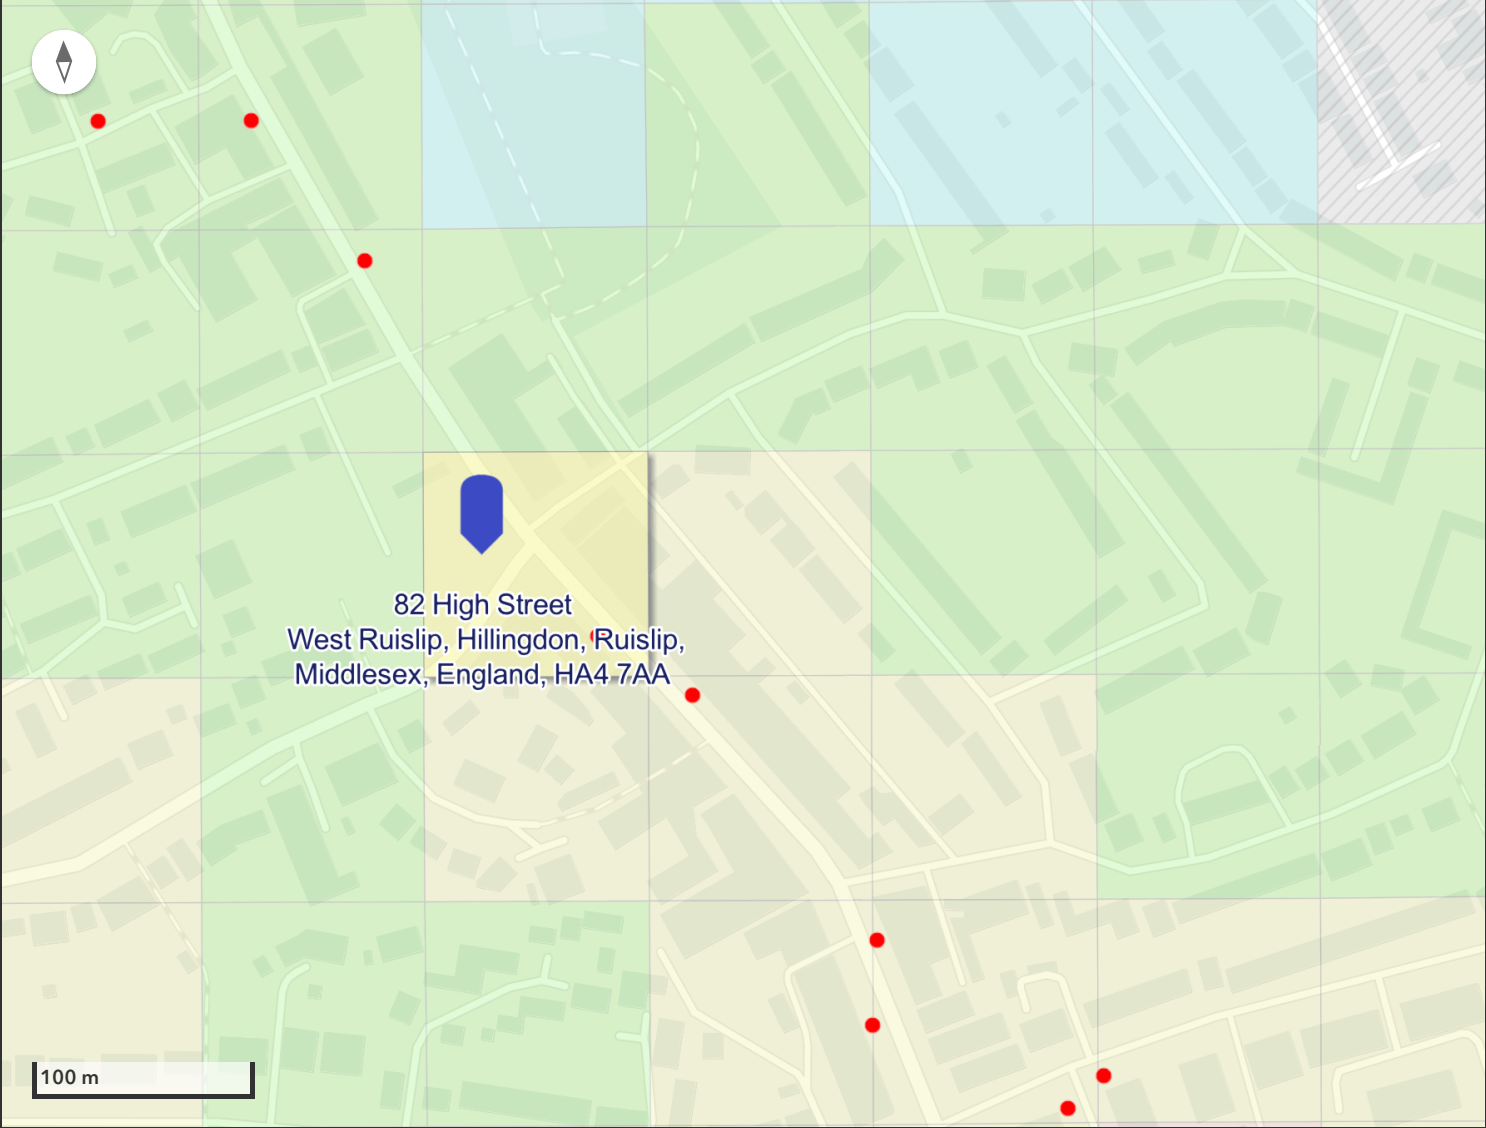 82 High Street
West Ruislip, Hillingdon, Ruislip,
Middlesex, England, HA4 7AA
100 m